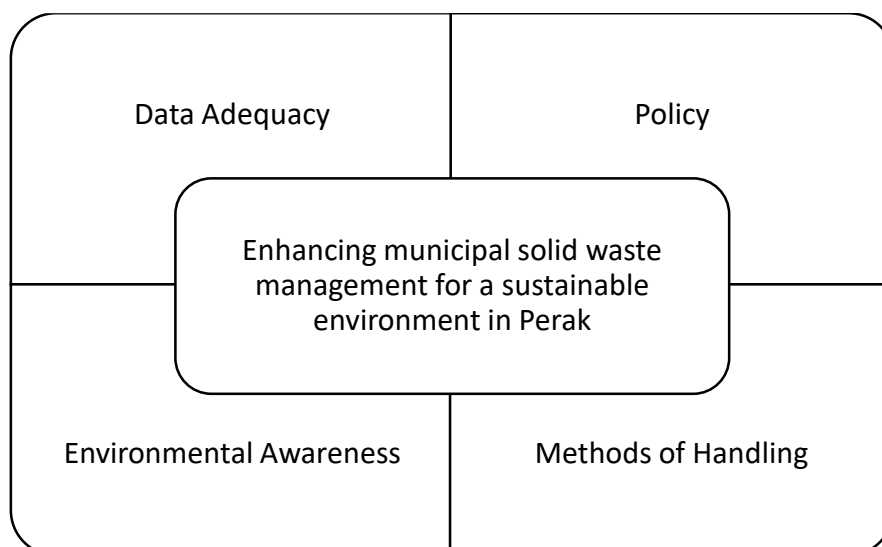 Data Adequacy
Policy
Enhancing municipal solid waste
management for a sustainable
environment in Perak
Environmental Awareness
Methods of Handling